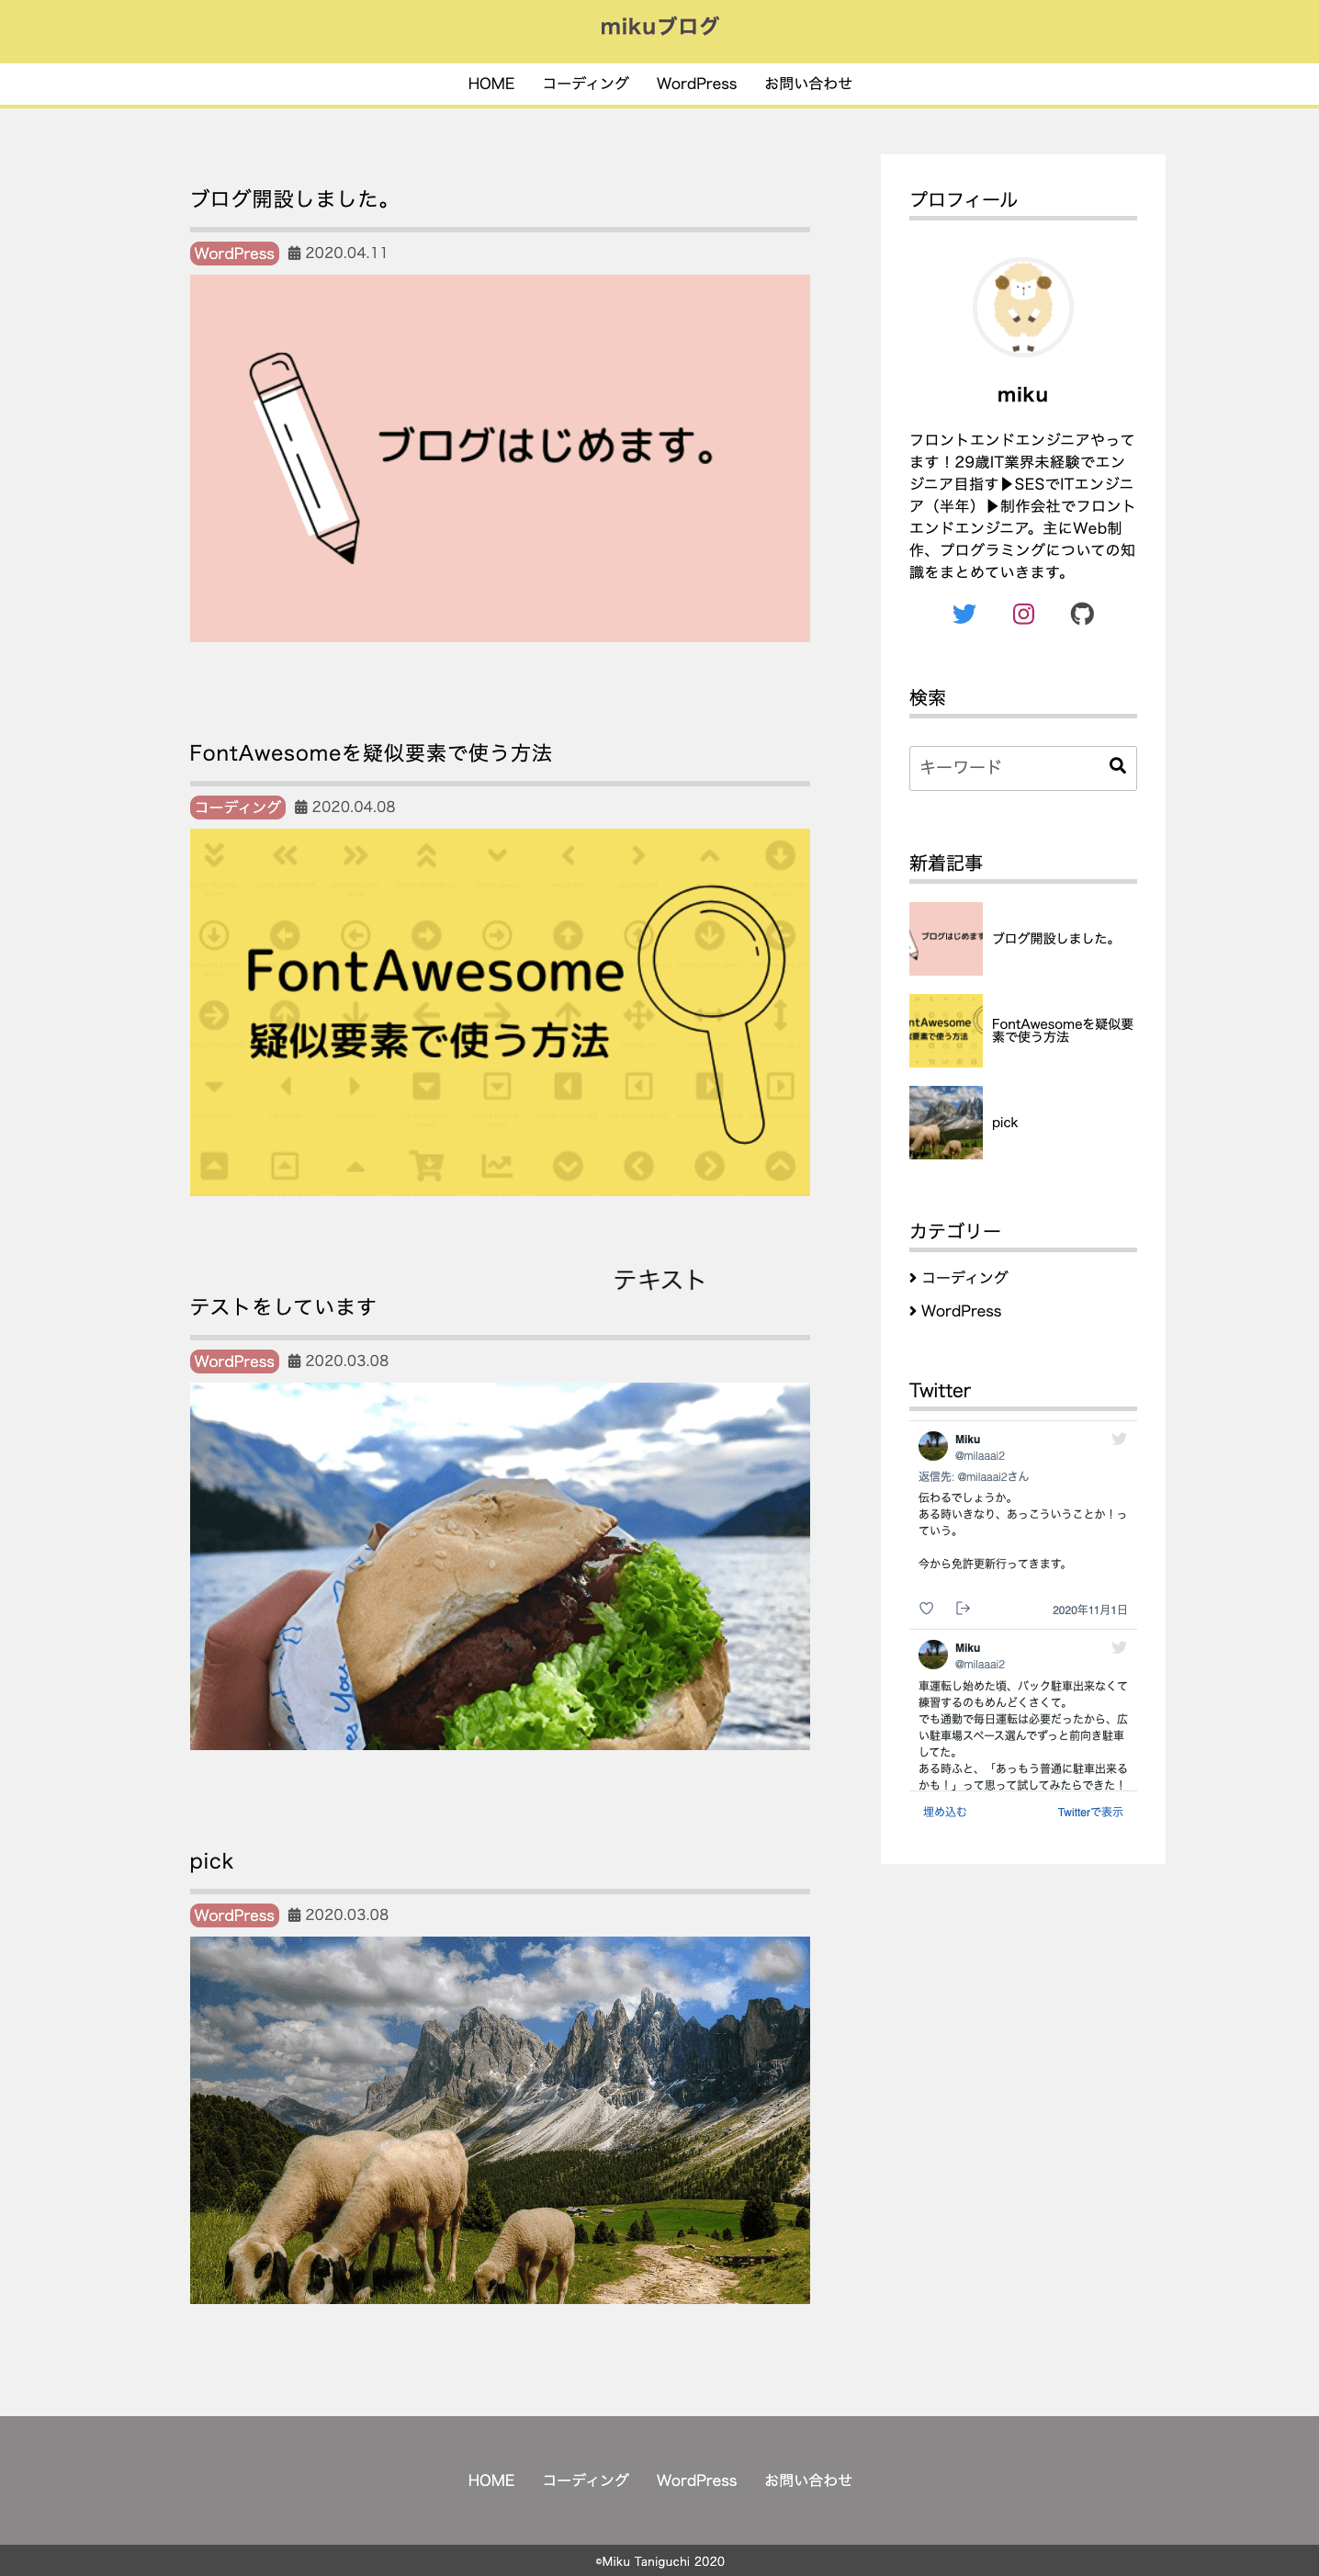 mikuブログ
HOME コーディング WordPress お問い合わせ
ブログ開設しました。
WordPress 2020.04.11
ブログはじめます。
FontAwesomeを疑似要素で使う方法
コーディング 2020.04.08
FontAwesome
疑似要素で使う方法
テキスト
テストをしています
WordPress 2020.03.08
You
pick
WordPress 2020.03.08
プロフィール
miku
フロントエンドエンジニアやって
ます！29歳IT業界未経験でエン
ジニア目指す▶SESでITエンジニ
ア（半年）▶制作会社でフロント
エンドエンジニア。主にWeb制
作、プログラミングについての知
識をまとめていきます。
検索
キーワード
新着記事
ブログはじめます
ブログ開設しました。
ntAwesome
要素で使う方法
FontAwesomeを疑似要
素で使う方法
pick
カテゴリー
コーディング
WordPress
Twitter
Miku
@milaaai2
返信先: @milaaai2さん
伝わるでしょうか。
ある時いきなり、あっこういうことか！っ
ていう。
今から免許更新行ってきます。
2020年11月1日
Miku
@milaaai2
車運転し始めた頃、バック駐車出来なくて
練習するのもめんどくさくて。
でも通勤で毎日運転は必要だったから、広
い駐車場スペース選んでずっと前向き駐車
してた。
ある時ふと、「あっもう普通に駐車出来る
かも！」って思って試してみたらできた！
埋め込む Twitterで表示
HOME コーディング WordPress お問い合わせ
©Miku Taniguchi 2020